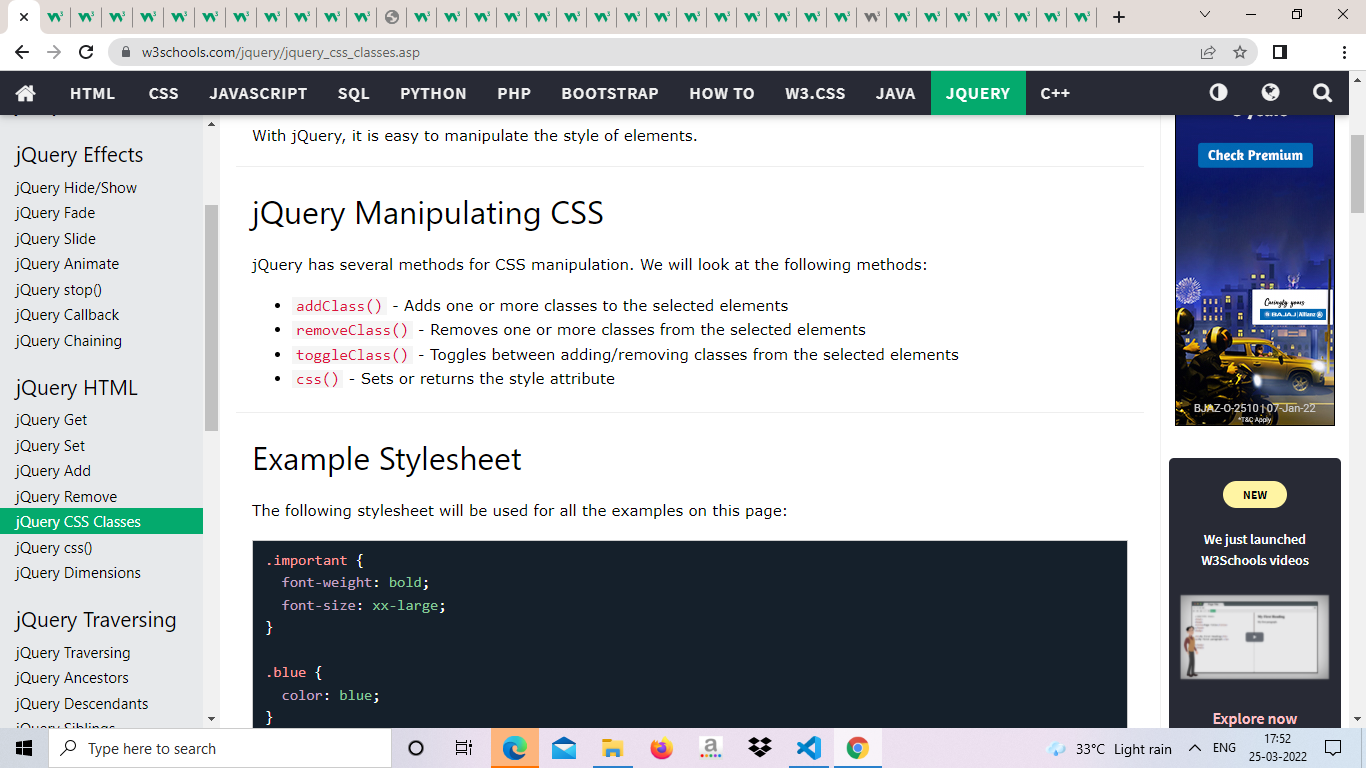 w3schools.com/jquery/jquery_css_classes.asp
HTML CSS JAVASCRIPT SQL PYTHON PHP BOOTSTRAP HOW TO W3.CSS JAVA JQUERY C++
jQuery Effects
jQuery Hide/Show
jQuery Fade
jQuery Slide
jQuery Animate
jQuery stop()
jQuery Callback
jQuery Chaining
jQuery HTML
jQuery Get
jQuery Set
jQuery Add
jQuery Remove
jQuery CSS Classes
jQuery css()
jQuery Dimensions
jQuery Traversing
jQuery Traversing
jQuery Ancestors
jQuery Descendants
jQuery Siblings
With jQuery, it is easy to manipulate the style of elements.
jQuery Manipulating CSS
jQuery has several methods for CSS manipulation. We will look at the following methods:
• addClass() - Adds one or more classes to the selected elements
• removeClass() - Removes one or more classes from the selected elements
• toggleClass() - Toggles between adding/removing classes from the selected elements
• css() - Sets or returns the style attribute
Example Stylesheet
The following stylesheet will be used for all the examples on this page:
.important {
font-weight: bold;
font-size: xx-large;
}
.blue {
color: blue;
}
Check Premium
Caringly yours
BAJAJ Allianz
BJAZ-O-2510 | 07-Jan-22
*T&C Apply
NEW
We just launched
W3Schools videos
Explore now
Type here to search
33°C Light rain
ENG
17:52
25-03-2022